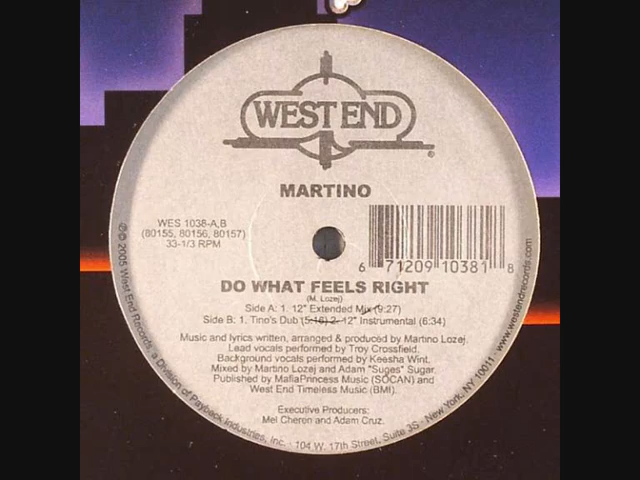 WEST END
®
MARTINO
WES 1038-A,B
(80155, 80156, 80157)
33-1/3 RPM
6 71209 10381 8
DO WHAT FEELS RIGHT
(M. Lozej)
Side A: 1. 12" Extended Mix (9:27)
Side B: 1. Tino's Dub (5:16) 2. 12" Instrumental (6:34)
Music and lyrics written, arranged & produced by Martino Lozej.
Lead vocals performed by Troy Crossfield.
Background vocals performed by Keesha Wint.
Mixed by Martino Lozej and Adam "Suges" Sugar.
Published by MafiaPrincess Music (SOCAN) and
West End Timeless Music (BMI).
Executive Producers:
Mel Cheren and Adam Cruz.
℗© 2005 West End Records, a Division of Payback Industries, Inc. · 104 W. 17th Street, Suite 3S - New York, NY 10011 · www.westendrecords.com